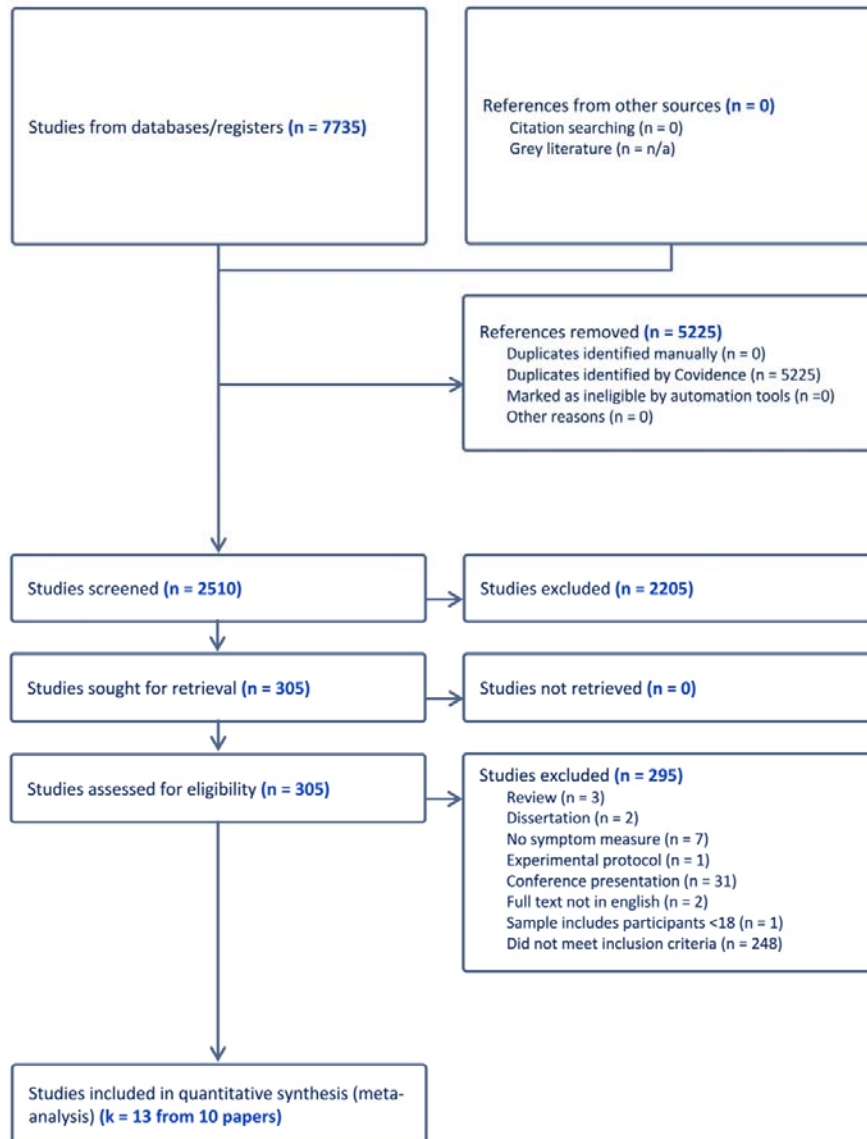 Studies from databases/registers (n = 7735)
References from other sources (n = 0)
Citation searching (n = 0)
Grey literature (n = n/a)
References removed (n = 5225)
Duplicates identified manually (n = 0)
Duplicates identified by Covidence (n = 5225)
Marked as ineligible by automation tools (n =0)
Other reasons (n = 0)
Studies screened (n = 2510)
Studies excluded (n = 2205)
Studies sought for retrieval (n = 305)
Studies not retrieved (n = 0)
Studies assessed for eligibility (n = 305)
Studies excluded (n = 295)
Review (n = 3)
Dissertation (n = 2)
No symptom measure (n = 7)
Experimental protocol (n = 1)
Conference presentation (n = 31)
Full text not in english (n = 2)
Sample includes participants <18 (n = 1)
Did not meet inclusion criteria (n = 248)
Studies included in quantitative synthesis (meta-
analysis) (k = 13 from 10 papers)